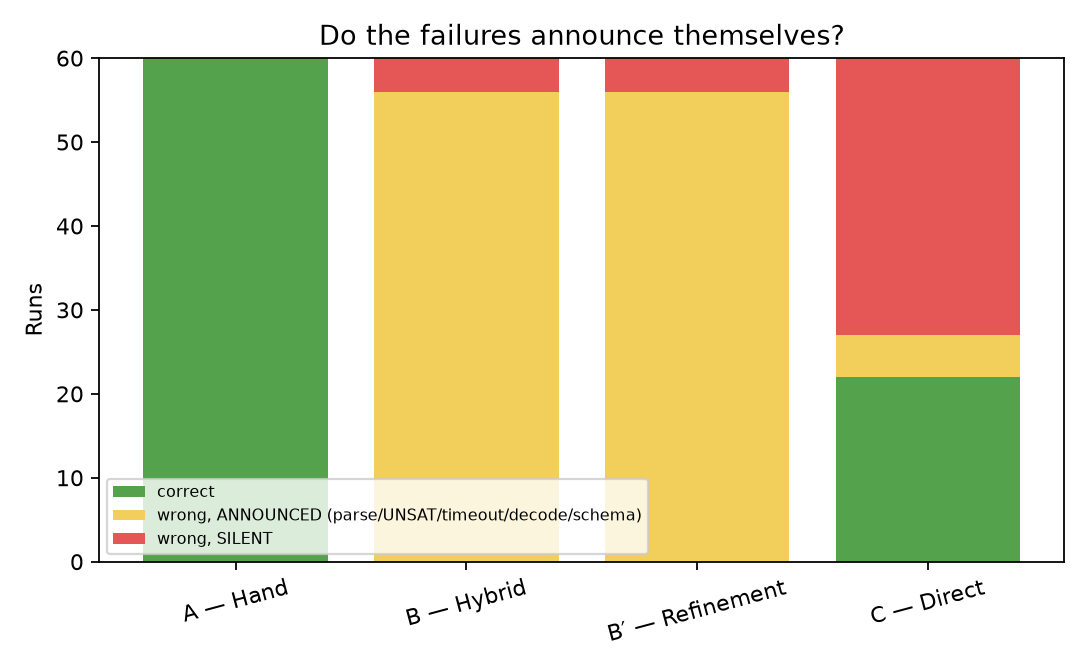 Do the failures announce themselves?
60
50
40
30
20
10
0
Runs
correct
wrong, ANNOUNCED (parse/UNSAT/timeout/decode/schema)
wrong, SILENT
A — Hand
B — Hybrid
B′ — Refinement
C — Direct